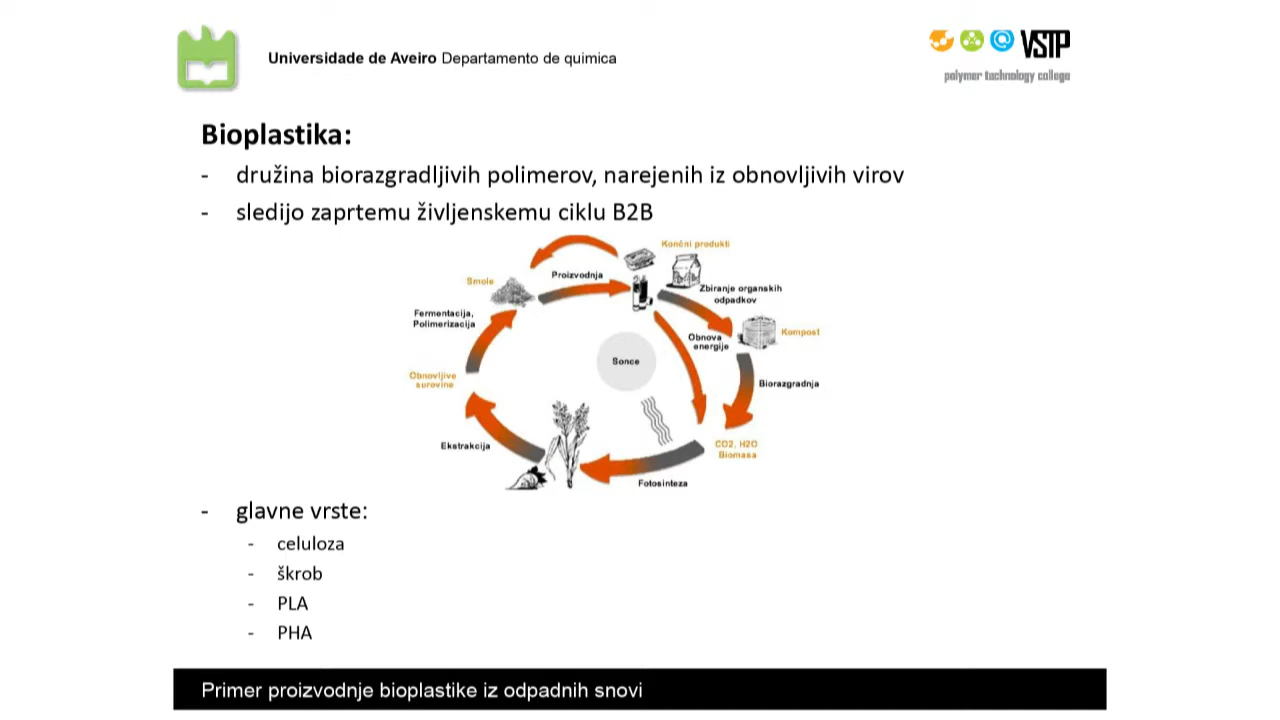 Universidade de Aveiro Departamento de quimica
VSTP
polymer technology college
Bioplastika:
- družina biorazgradljivih polimerov, narejenih iz obnovljivih virov
- sledijo zaprtemu življenskemu ciklu B2B
Končni produkti
Proizvodnja
Smole
Zbiranje organskih
odpadkov
Fermentacija,
Polimerizacija
Kompost
Obnova
energije
Sonce
Obnovljive
surovine
Biorazgradnja
Ekstrakcija
CO2, H2O
Biomasa
Fotosinteza
- glavne vrste:
- celuloza
- škrob
- PLA
- PHA
Primer proizvodnje bioplastike iz odpadnih snovi